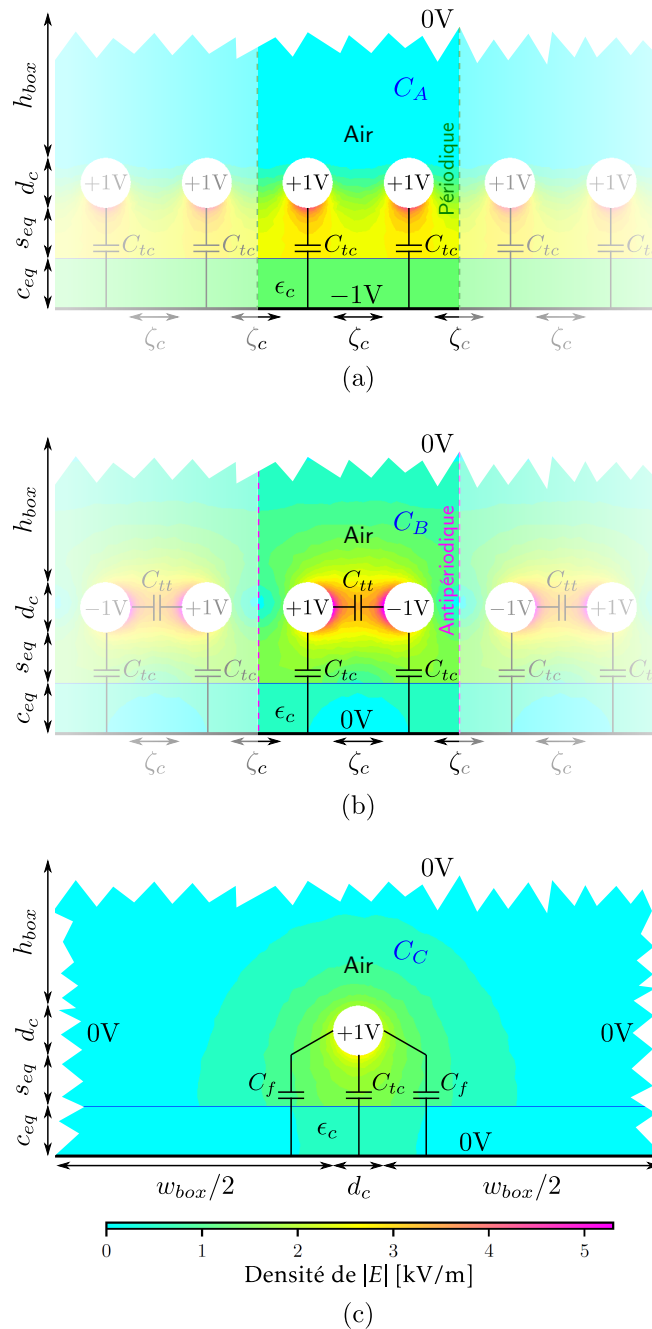 0V
h_box
C_A
Air
Périodique
d_c
+1V +1V +1V +1V +1V +1V
s_eq
C_tc C_tc C_tc C_tc C_tc C_tc
c_eq
ϵ_c −1V
ζ_c ζ_c ζ_c ζ_c ζ_c
(a)
0V
h_box
C_B
Air
Antipériodique
C_tt C_tt C_tt
d_c
−1V +1V +1V −1V −1V +1V
s_eq
C_tc C_tc C_tc C_tc C_tc C_tc
c_eq
ϵ_c 0V
ζ_c ζ_c ζ_c ζ_c ζ_c
(b)
0V
h_box
C_C
Air
d_c
0V +1V 0V
s_eq
C_f C_tc C_f
c_eq
ϵ_c 0V
w_box/2 d_c w_box/2
0 1 2 3 4 5
Densité de |E| [kV/m]
(c)